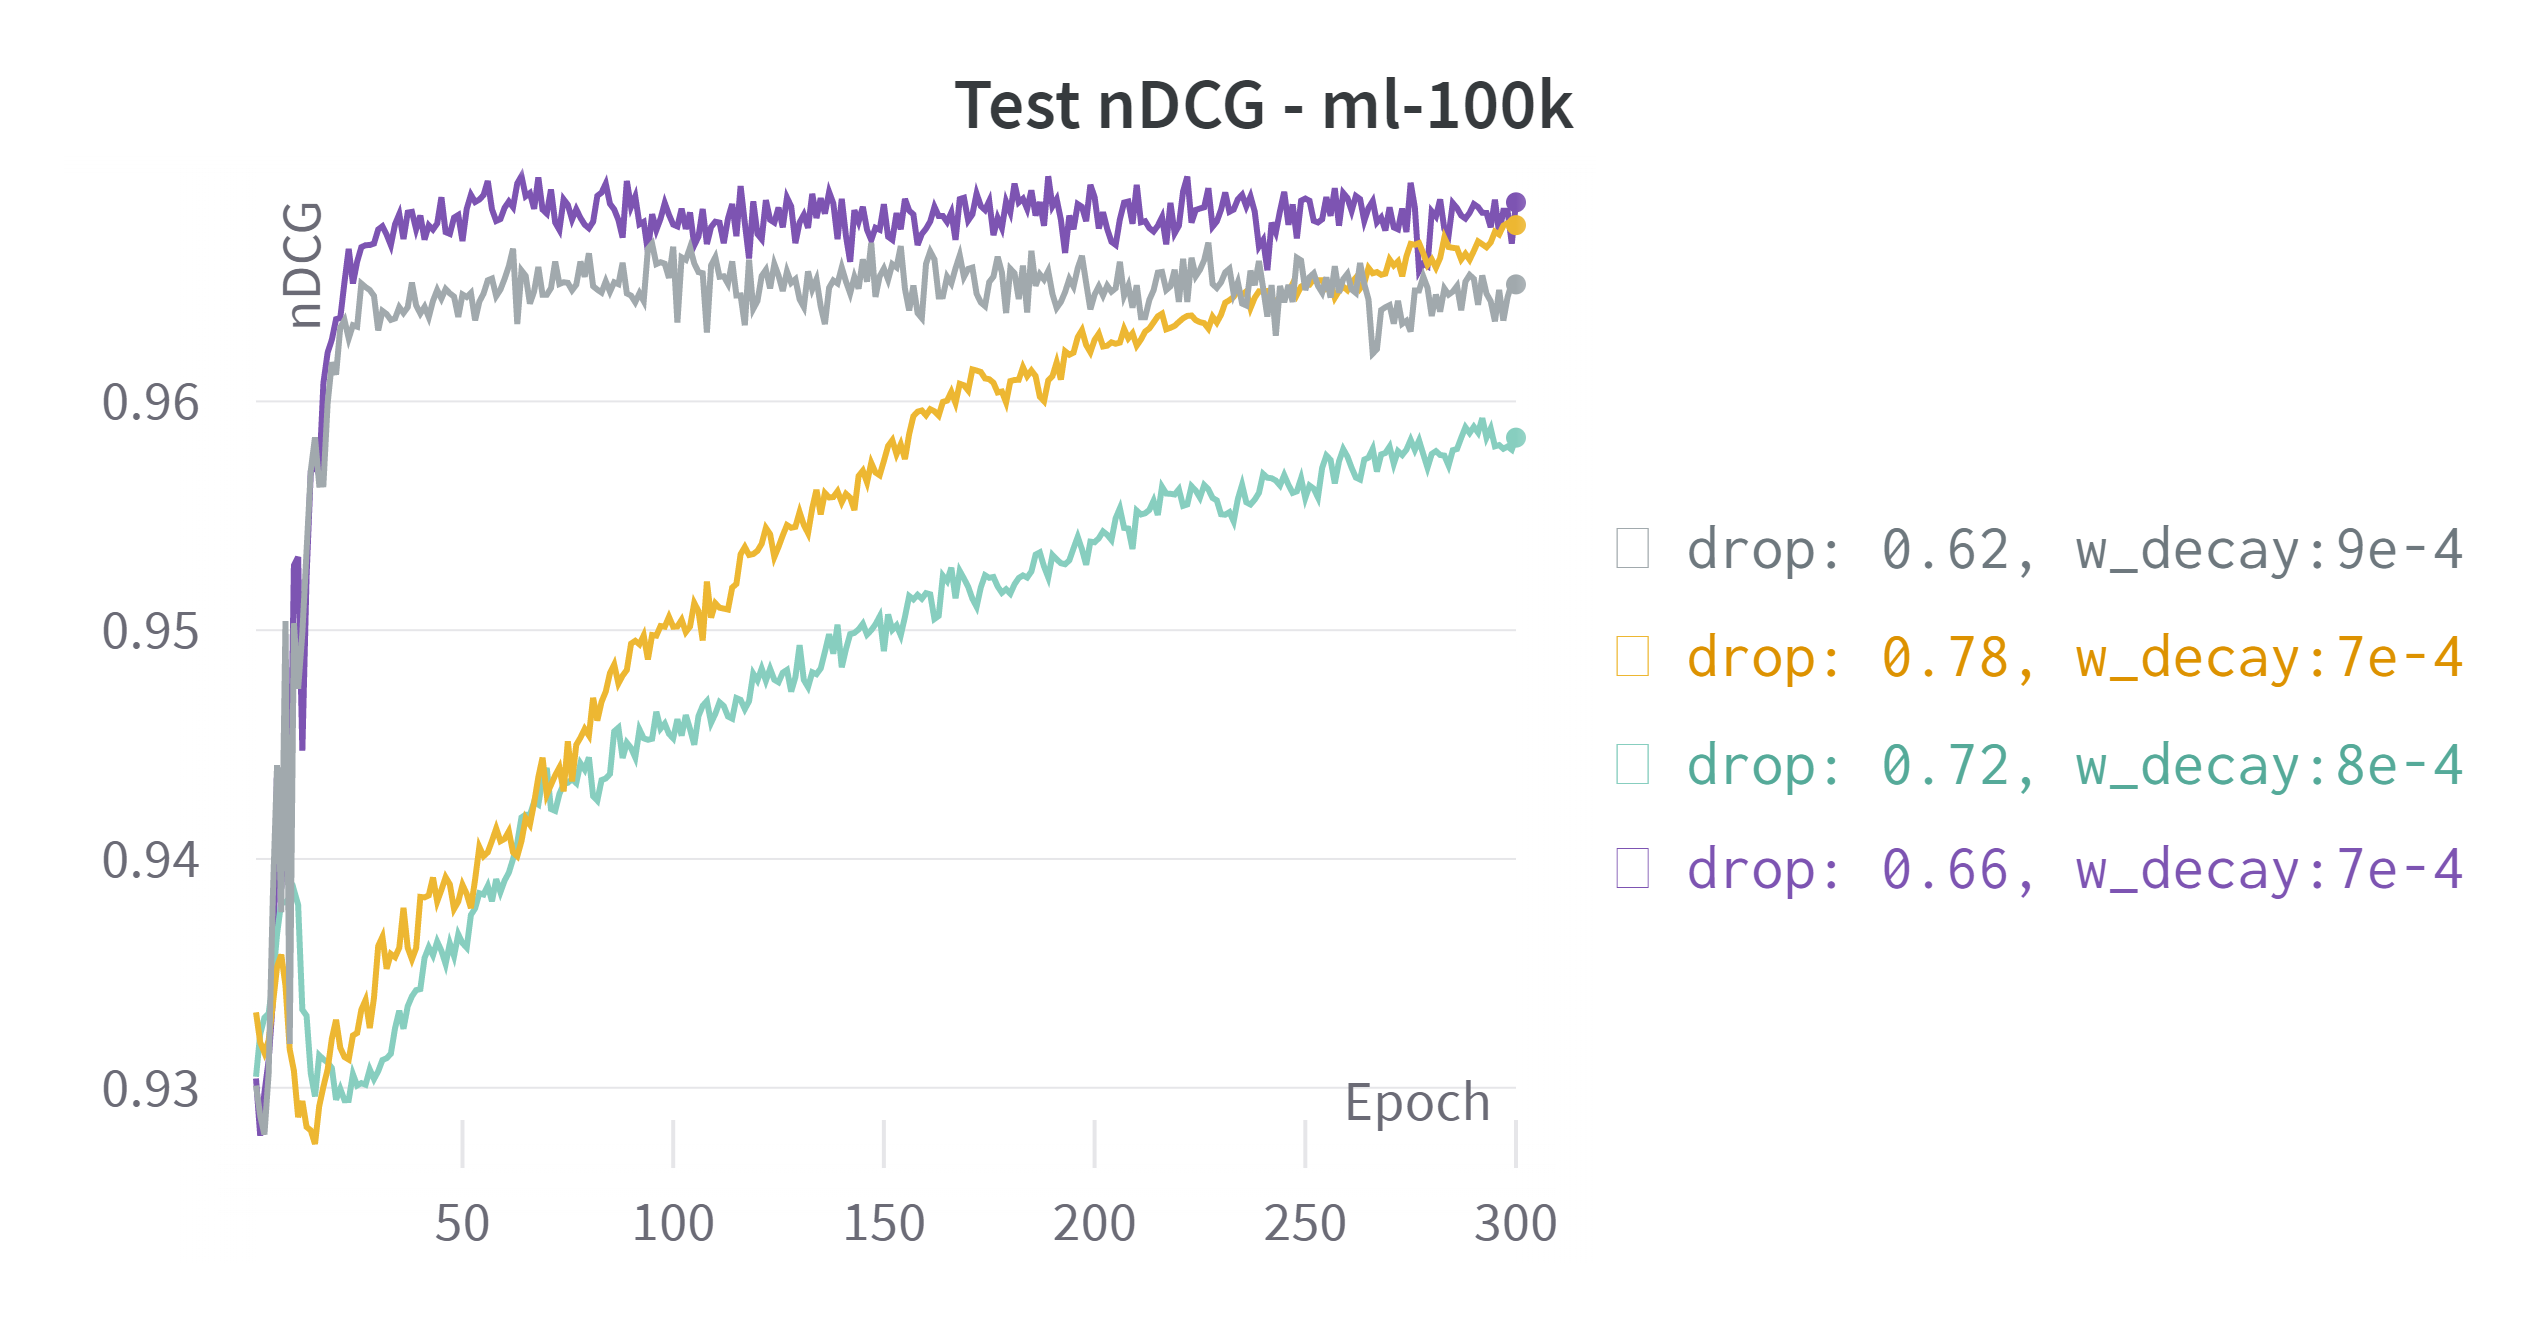 Test nDCG - ml-100k
nDCG
0.96
0.95
0.94
0.93
Epoch
50 100 150 200 250 300
drop: 0.62, w_decay:9e-4
drop: 0.78, w_decay:7e-4
drop: 0.72, w_decay:8e-4
drop: 0.66, w_decay:7e-4